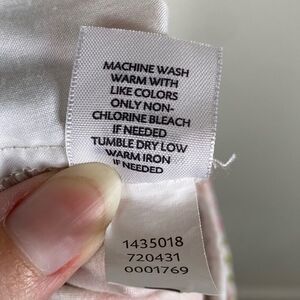 MACHINE WASH
WARM WITH
LIKE COLORS
ONLY NON-
CHLORINE BLEACH
IF NEEDED
TUMBLE DRY LOW
WARM IRON
IF NEEDED
1435018
720431
0001769